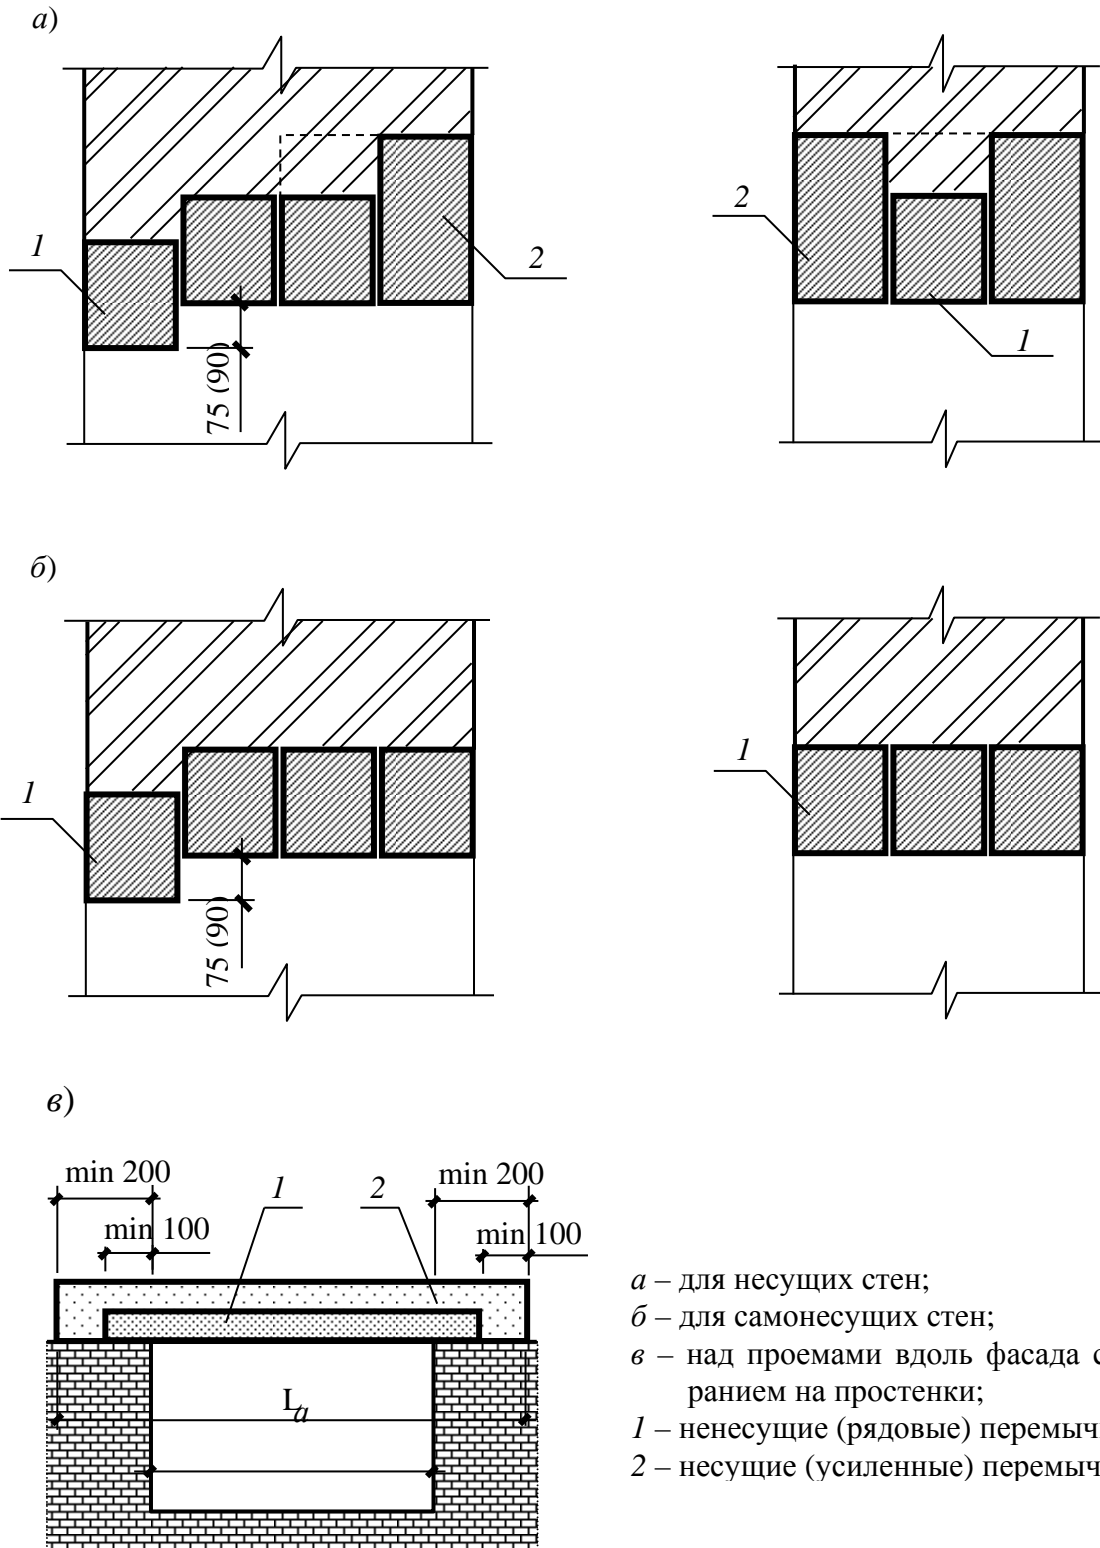 а)
1
2
75 (90)
2
1
б)
1
75 (90)
1
в)
min 200
min 200
1
2
min 100
min 100
L
a
а – для несущих стен;
б – для самонесущих стен;
в – над проемами вдоль фасада с
ранием на простенки;
1 – ненесущие (рядовые) перемыч
2 – несущие (усиленные) перемыч